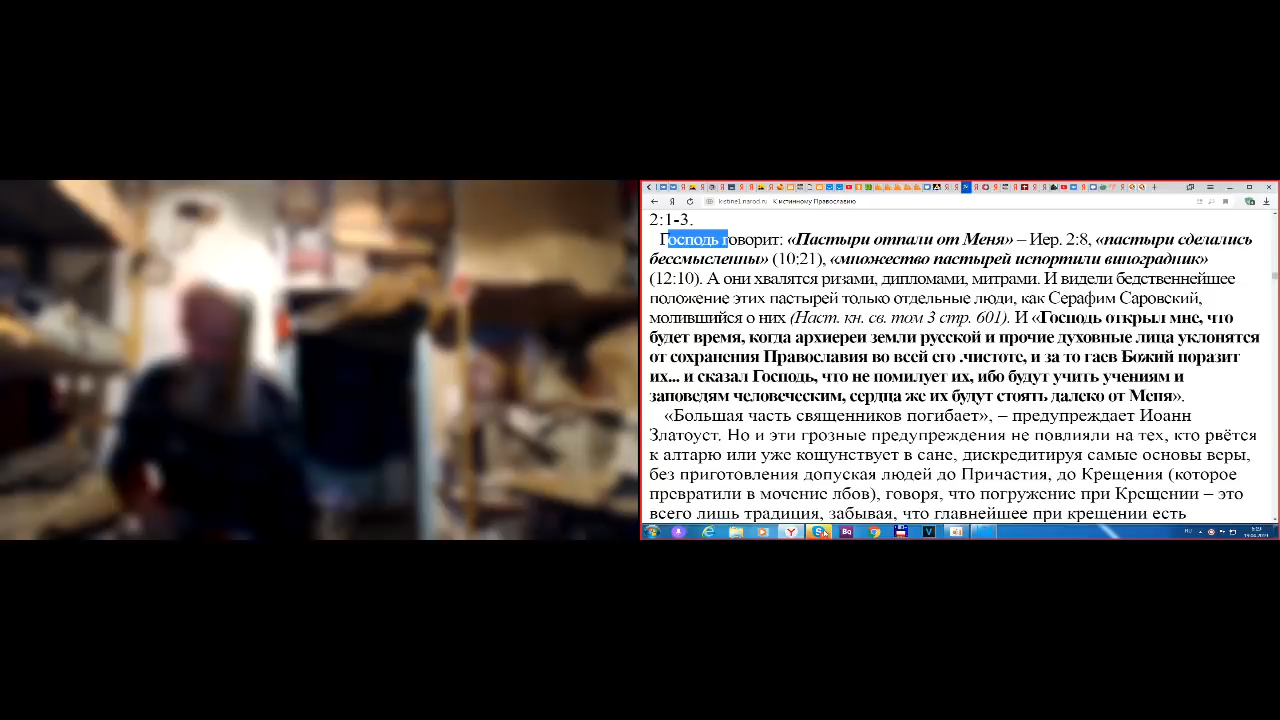 k-istine1.narod.ru К истинному Православию
2:1-3.
Господь говорит: «Пастыри отпали от Меня» – Иер. 2:8, «пастыри сделались
бессмысленны» (10:21), «множество пастырей испортили виноградник»
(12:10). А они хвалятся ризами, дипломами, митрами. И видели бедственнейшее
положение этих пастырей только отдельные люди, как Серафим Саровский,
молившийся о них (Наст. кн. св. том 3 стр. 601). И «Господь открыл мне, что
будет время, когда архиереи земли русской и прочие духовные лица уклонятся
от сохранения Православия во всей его .чистоте, и за то гаев Божий поразит
их... и сказал Господь, что не помилует их, ибо будут учить учениям и
заповедям человеческим, сердца же их будут стоять далеко от Меня».
«Большая часть священников погибает», – предупреждает Иоанн
Златоуст. Но и эти грозные предупреждения не повлияли на тех, кто рвётся
к алтарю или уже кощунствует в сане, дискредитируя самые основы веры,
без приготовления допуская людей до Причастия, до Крещения (которое
превратили в мочение лбов), говоря, что погружение при Крещении – это
всего лишь традиция, забывая, что главнейшее при крещении есть